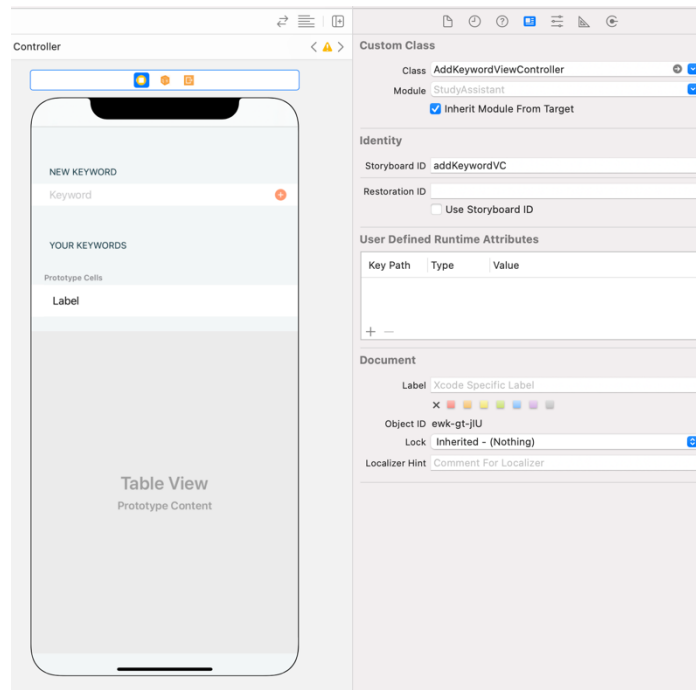 Controller
NEW KEYWORD
Keyword
YOUR KEYWORDS
Prototype Cells
Label
Table View
Prototype Content
Custom Class
Class AddKeywordViewController
Module StudyAssistant
Inherit Module From Target
Identity
Storyboard ID addKeywordVC
Restoration ID
Use Storyboard ID
User Defined Runtime Attributes
Key Path Type Value
Document
Label Xcode Specific Label
Object ID ewk-gt-jIU
Lock Inherited - (Nothing)
Localizer Hint Comment For Localizer